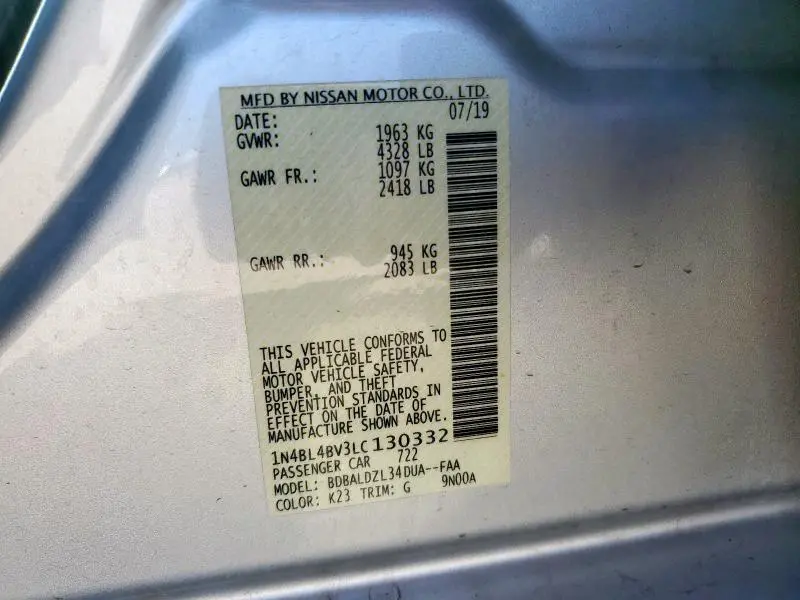 MFD BY NISSAN MOTOR CO., LTD.
DATE: 07/19
GVWR: 1963 KG
4328 LB
GAWR FR.: 1097 KG
2418 LB
GAWR RR.: 945 KG
2083 LB
THIS VEHICLE CONFORMS TO
ALL APPLICABLE FEDERAL
MOTOR VEHICLE SAFETY,
BUMPER, AND THEFT
PREVENTION STANDARDS IN
EFFECT ON THE DATE OF
MANUFACTURE SHOWN ABOVE.
1N4BL4BV3LC130332
PASSENGER CAR 722
MODEL: BDBALDZL34DUA--FAA
COLOR: K23 TRIM: G 9N00A